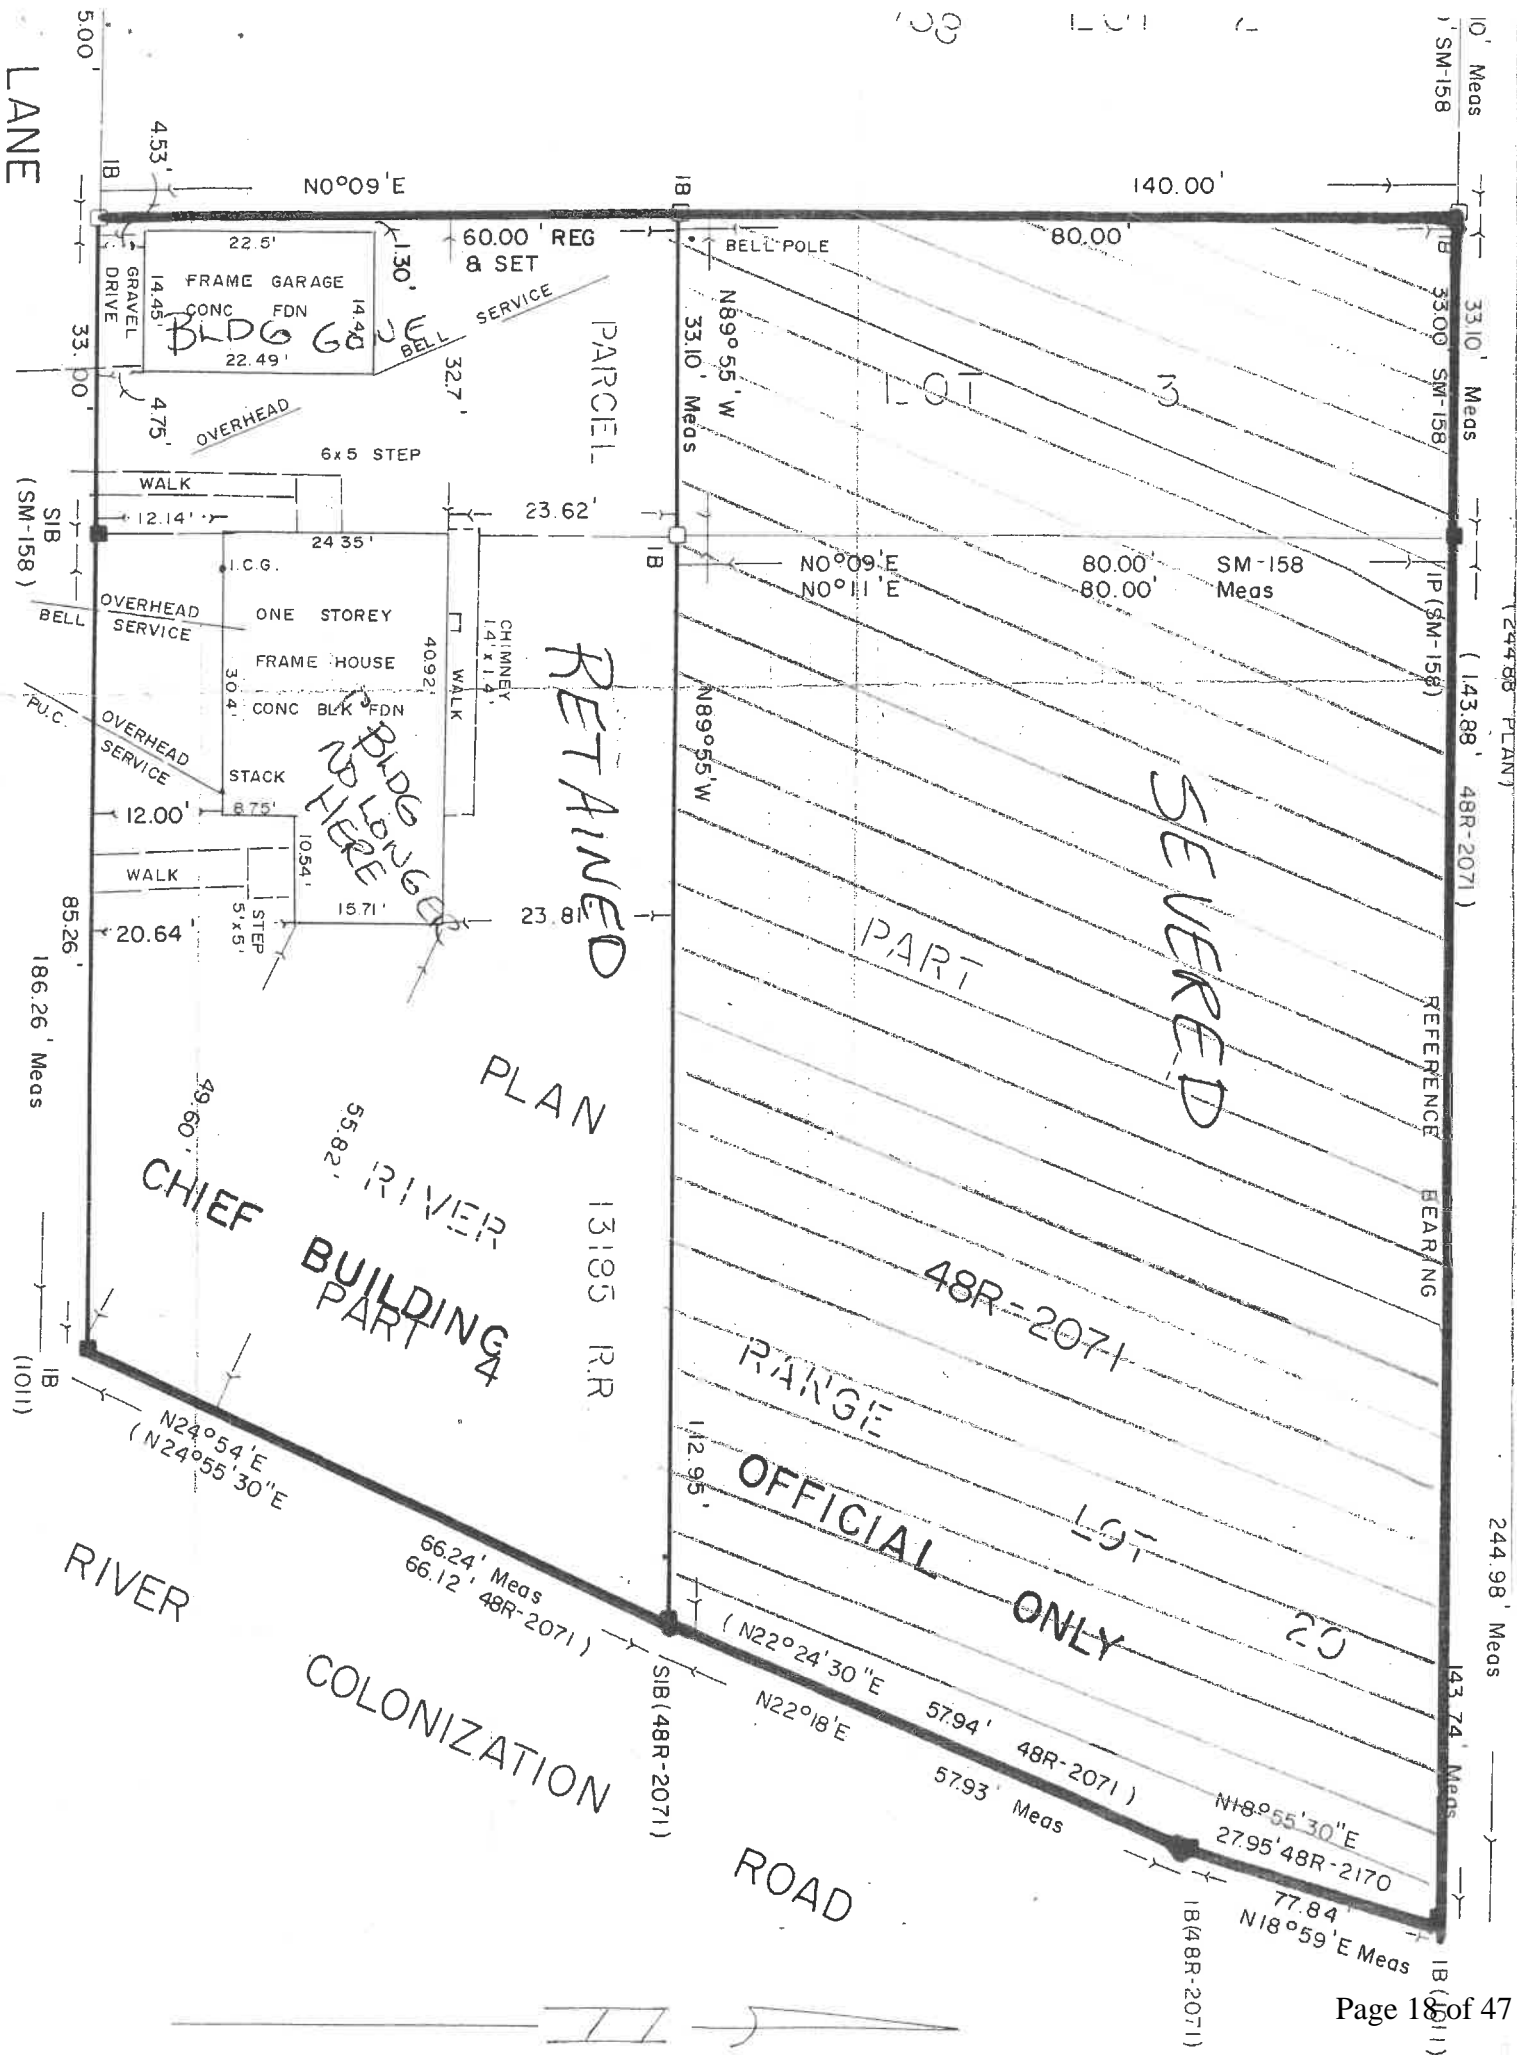 10' Meas
' SM-158
LOT 2
5.00'
LANE
4.53'
IB
N0°09'E
IB
140.00'
22.5'
1.30'
60.00' REG
& SET
BELL POLE
80.00'
IB
GRAVEL
DRIVE
14.45'
FRAME GARAGE
CONC FDN
22.49'
BLDG GONE
BELL SERVICE
33.00'
4.75'
OVERHEAD
32.7'
PARCEL
N89°55'W
33.10' Meas
LOT 3
33.00 SM-158
33.10' Meas
6x5 STEP
WALK
12.14'
24.35'
23.62'
SIB
(SM-158)
IB
N0°09'E 80.00' SM-158
N0°11'E 80.00' Meas
IP (SM-158)
(143.88' 48R-2071)
(24488 PLAN)
I.C.G.
OVERHEAD
SERVICE
BELL
ONE STOREY
FRAME HOUSE
CONC BLK FDN
30.4'
40.92'
CHIMNEY
1.4' x 1.4'
WALK
BLDG
NO LONGER
HERE
OVERHEAD
SERVICE
P.U.C.
STACK
12.00'
8.75'
10.54'
WALK
STEP
5'x5'
15.71'
20.64'
23.81'
RETAINED
N89°55'W
SEVERED
PART
85.26'
186.26' Meas
PLAN
13185 R.R
REFERENCE BEARING
49.60'
55.82'
RIVER
CHIEF BUILDING
PART 4
48R-2071
RANGE
LOT 20
OFFICIAL ONLY
112.95'
244.98' Meas
143.74' Meas
IB
(1011)
N24°54'E
(N24°55'30"E
66.24' Meas
66.12' 48R-2071)
SIB (48R-2071)
(N22°24'30"E 57.94' 48R-2071)
N22°18'E 57.93' Meas
N18°55'30"E
27.95' 48R-2170
77.84'
N18°59'E Meas
IB (48R-2071)
IB (1011)
RIVER COLONIZATION ROAD
Page 18 of 47